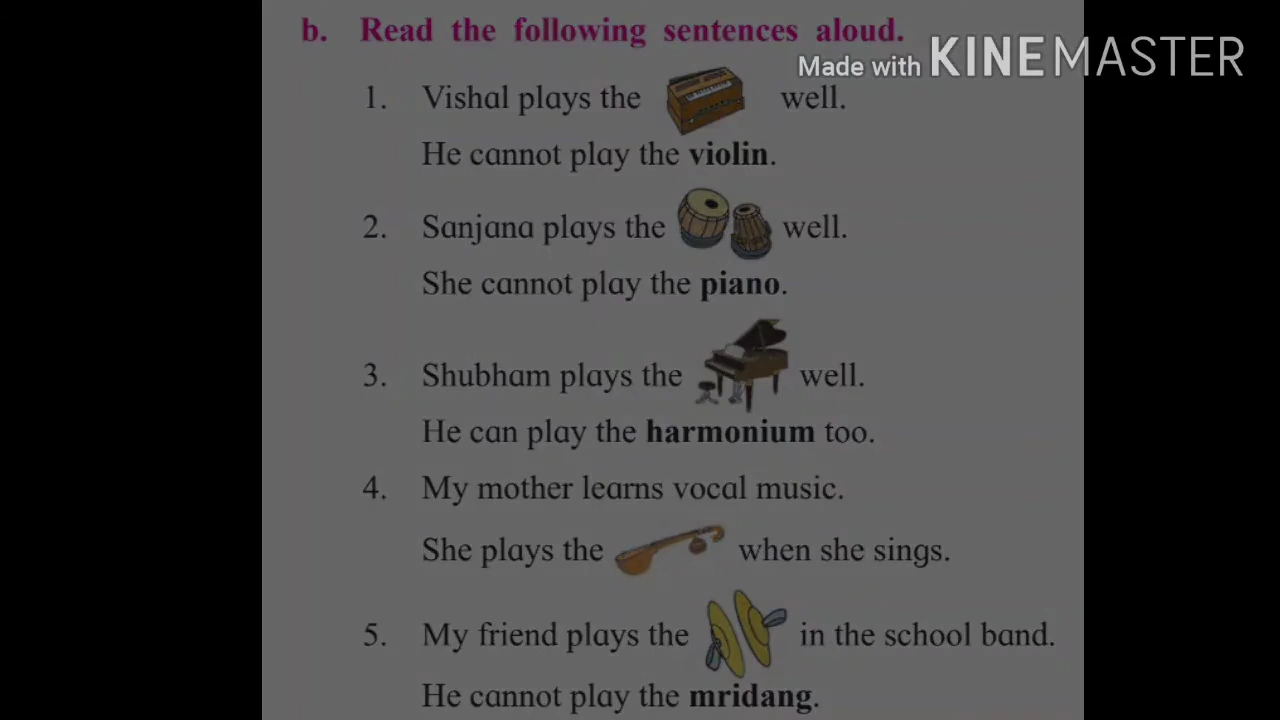 b. Read the following sentences aloud.
Made with KINEMASTER
1. Vishal plays the well.
He cannot play the violin.
2. Sanjana plays the well.
She cannot play the piano.
3. Shubham plays the well.
He can play the harmonium too.
4. My mother learns vocal music.
She plays the when she sings.
5. My friend plays the in the school band.
He cannot play the mridang.